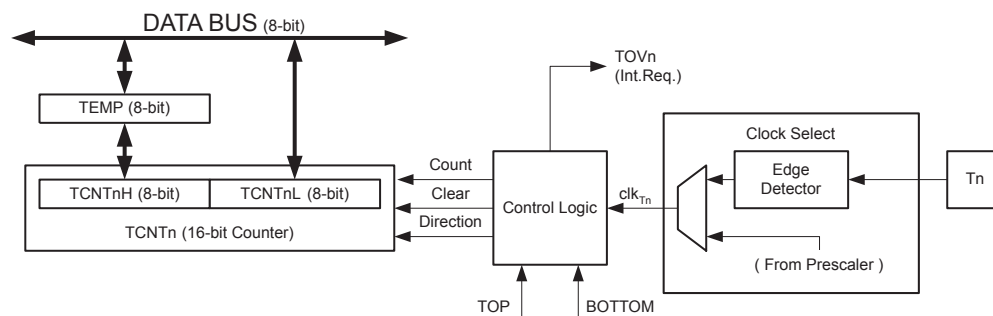 DATA BUS (8-bit)
TOVn
(Int.Req.)
TEMP (8-bit)
Clock Select
Count
Edge
Detector
Tn
TCNTnH (8-bit)
TCNTnL (8-bit)
Clear
Control Logic
clkTn
Direction
TCNTn (16-bit Counter)
( From Prescaler )
TOP
BOTTOM